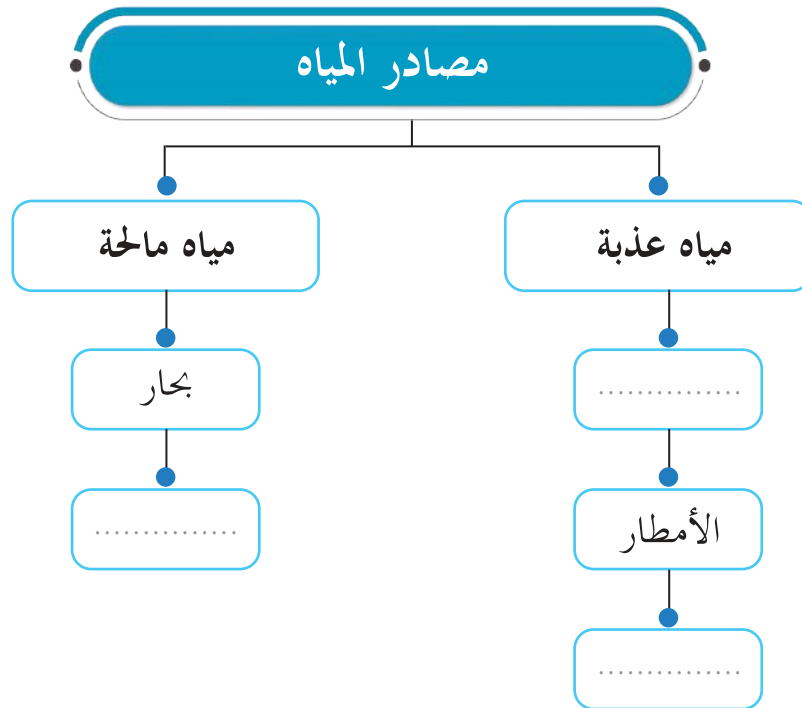 مصادر المياه
مياه عذبة
...............
الأمطار
...............
مياه مالحة
بحار
...............